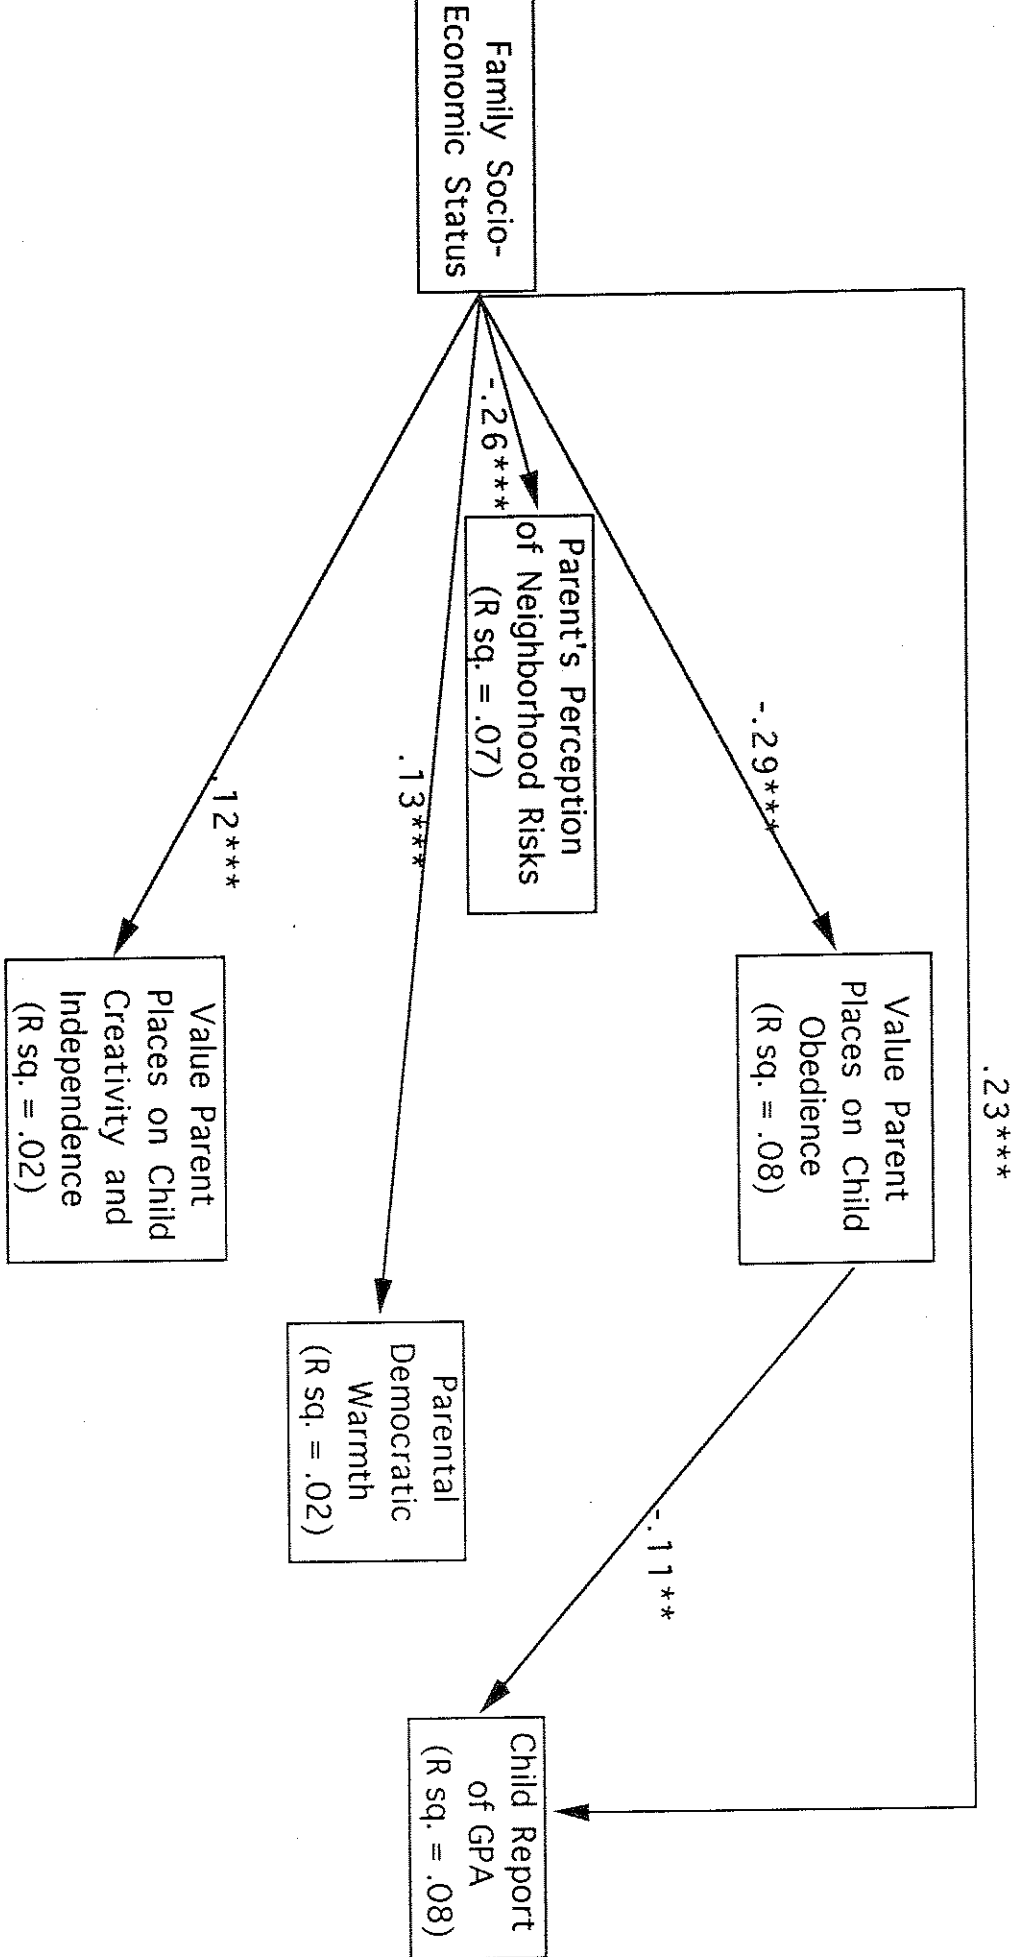 Family Socio-
Economic Status
.23***
-.29***
-.26***
.13***
.12***
Parent's Perception
of Neighborhood Risks
(R sq. = .07)
Value Parent
Places on Child
Obedience
(R sq. = .08)
Value Parent
Places on Child
Creativity and
Independence
(R sq. = .02)
Parental
Democratic
Warmth
(R sq. = .02)
-.11**
Child Report
of GPA
(R sq. = .08)